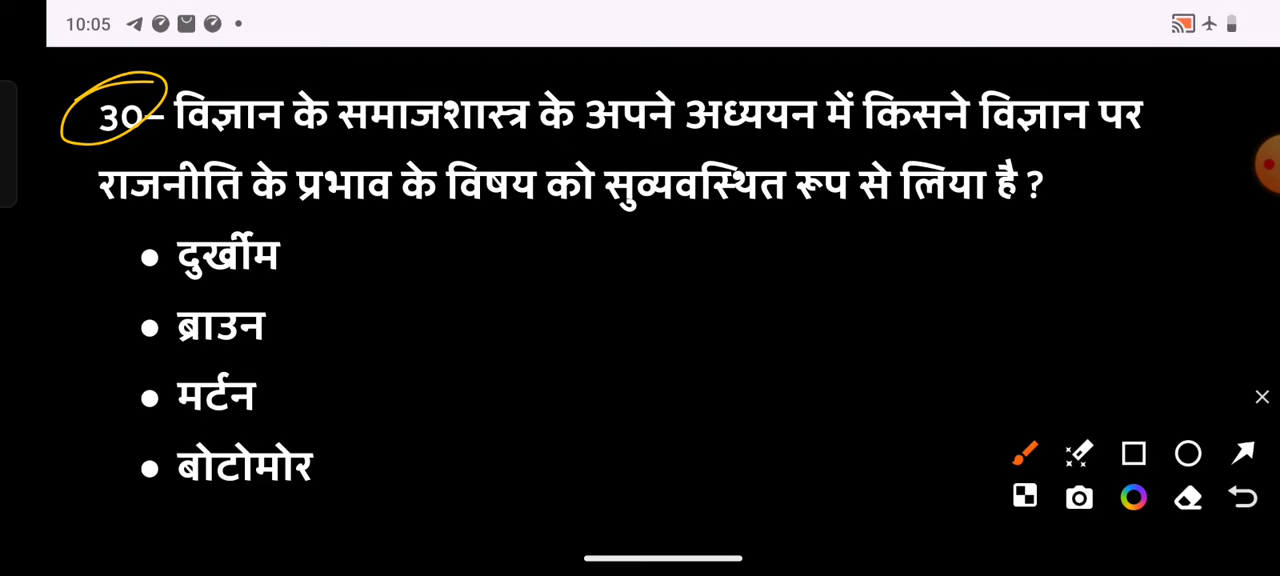 10:05
30– विज्ञान के समाजशास्त्र के अपने अध्ययन में किसने विज्ञान पर
राजनीति के प्रभाव के विषय को सुव्यवस्थित रूप से लिया है ?
● दुर्खीम
● ब्राउन
● मर्टन
● बोटोमोर